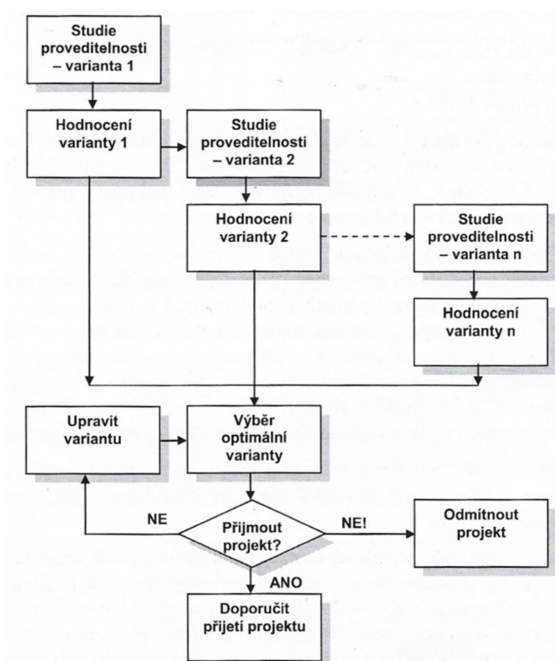 Studie
proveditelnosti
– varianta 1
Hodnocení
varianty 1
Studie
proveditelnosti
– varianta 2
Hodnocení
varianty 2
Studie
proveditelnosti
– varianta n
Hodnocení
varianty n
Upravit
variantu
Výběr
optimální
varianty
NE
Přijmout
projekt?
NE!
Odmítnout
projekt
ANO
Doporučit
přijetí projektu